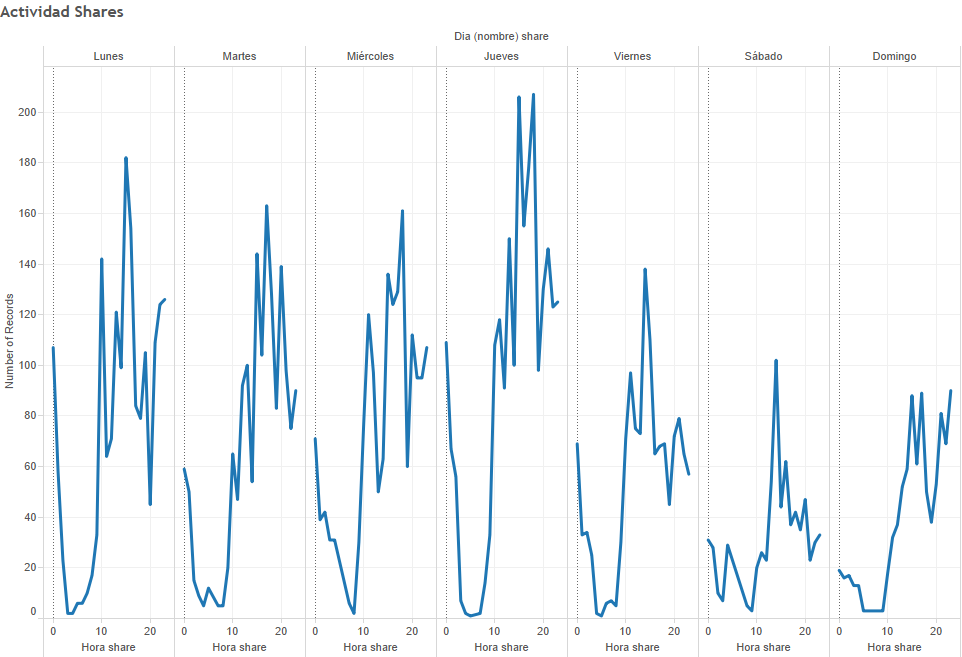 Actividad Shares
Dia (nombre) share
Lunes Martes Miércoles Jueves Viernes Sábado Domingo
Number of Records
200
180
160
140
120
100
80
60
40
20
0
0 10 20 0 10 20 0 10 20 0 10 20 0 10 20 0 10 20 0 10 20
Hora share Hora share Hora share Hora share Hora share Hora share Hora share